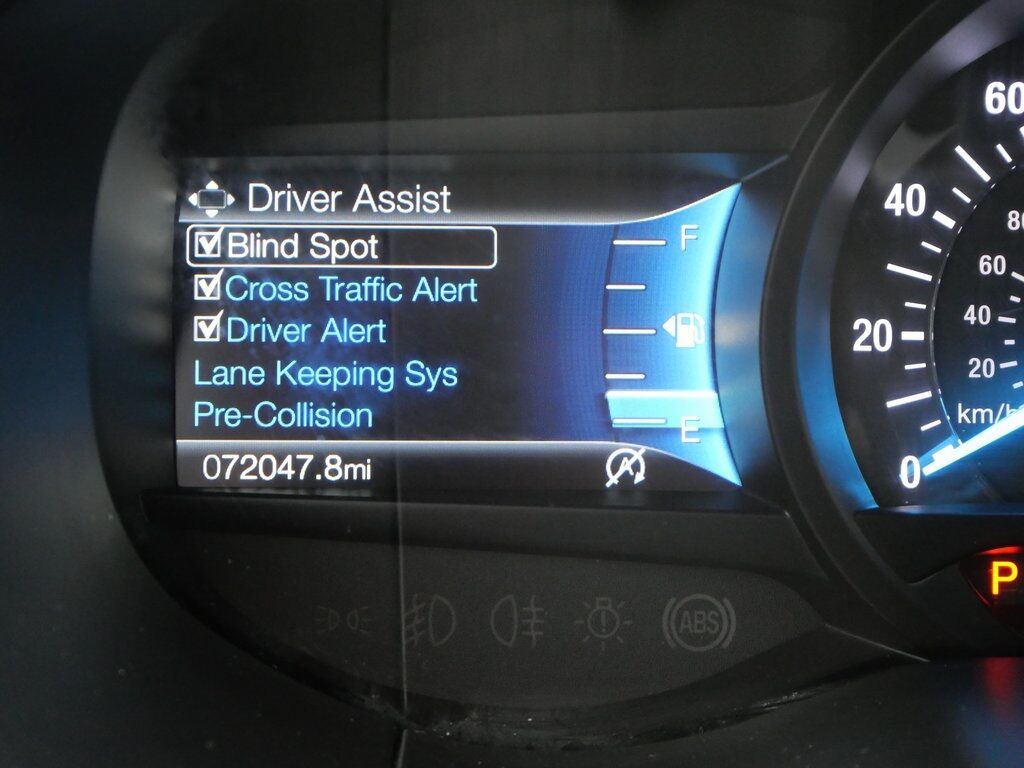 Driver Assist
Blind Spot
Cross Traffic Alert
Driver Alert
Lane Keeping Sys
Pre-Collision
072047.8mi
F
E
A
60
40
20
0
80
60
40
20
km/h
P
ABS